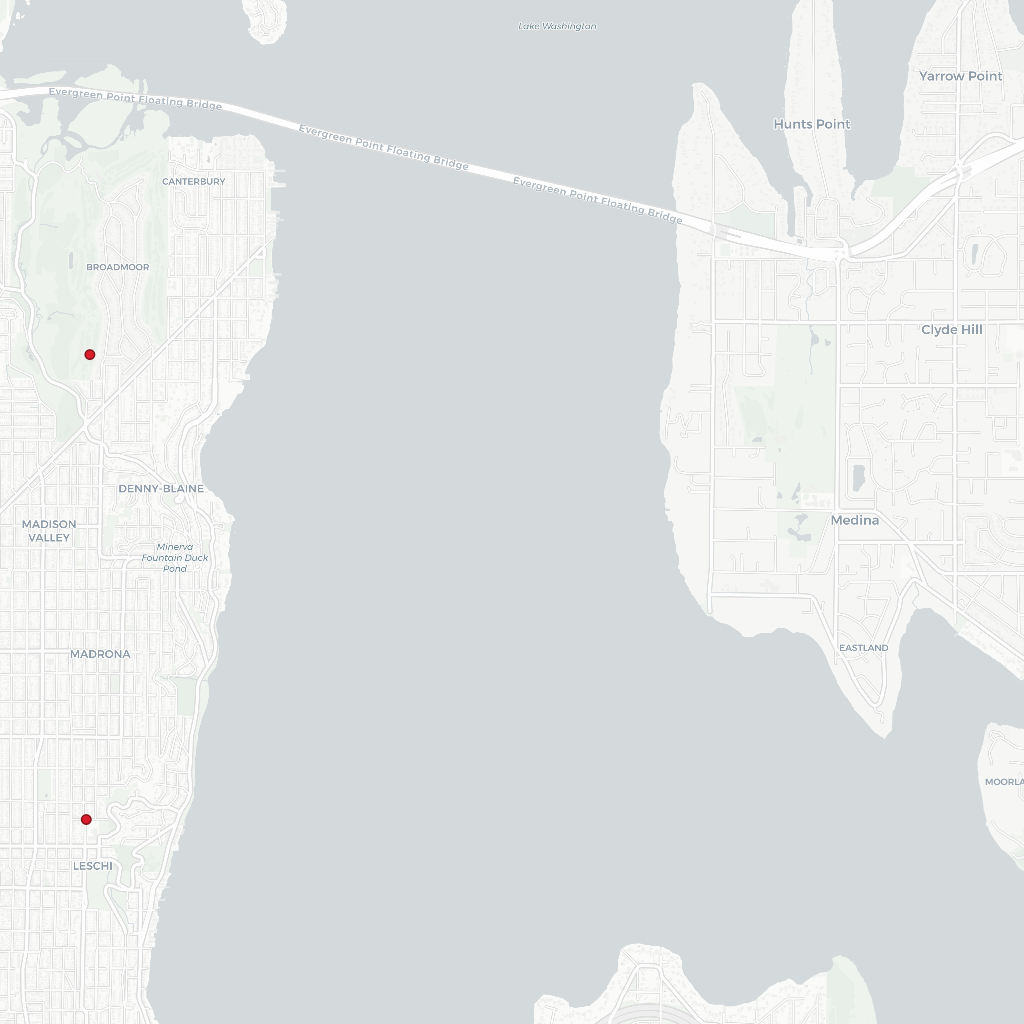 Lake Washington
Yarrow Point
Evergreen Point Floating Bridge
Hunts Point
Evergreen Point Floating Bridge
CANTERBURY
Evergreen Point Floating Bridge
BROADMOOR
Clyde Hill
DENNY-BLAINE
MADISON
VALLEY
Medina
Minerva
Fountain Duck
Pond
EASTLAND
MADRONA
MOORLA
LESCHI